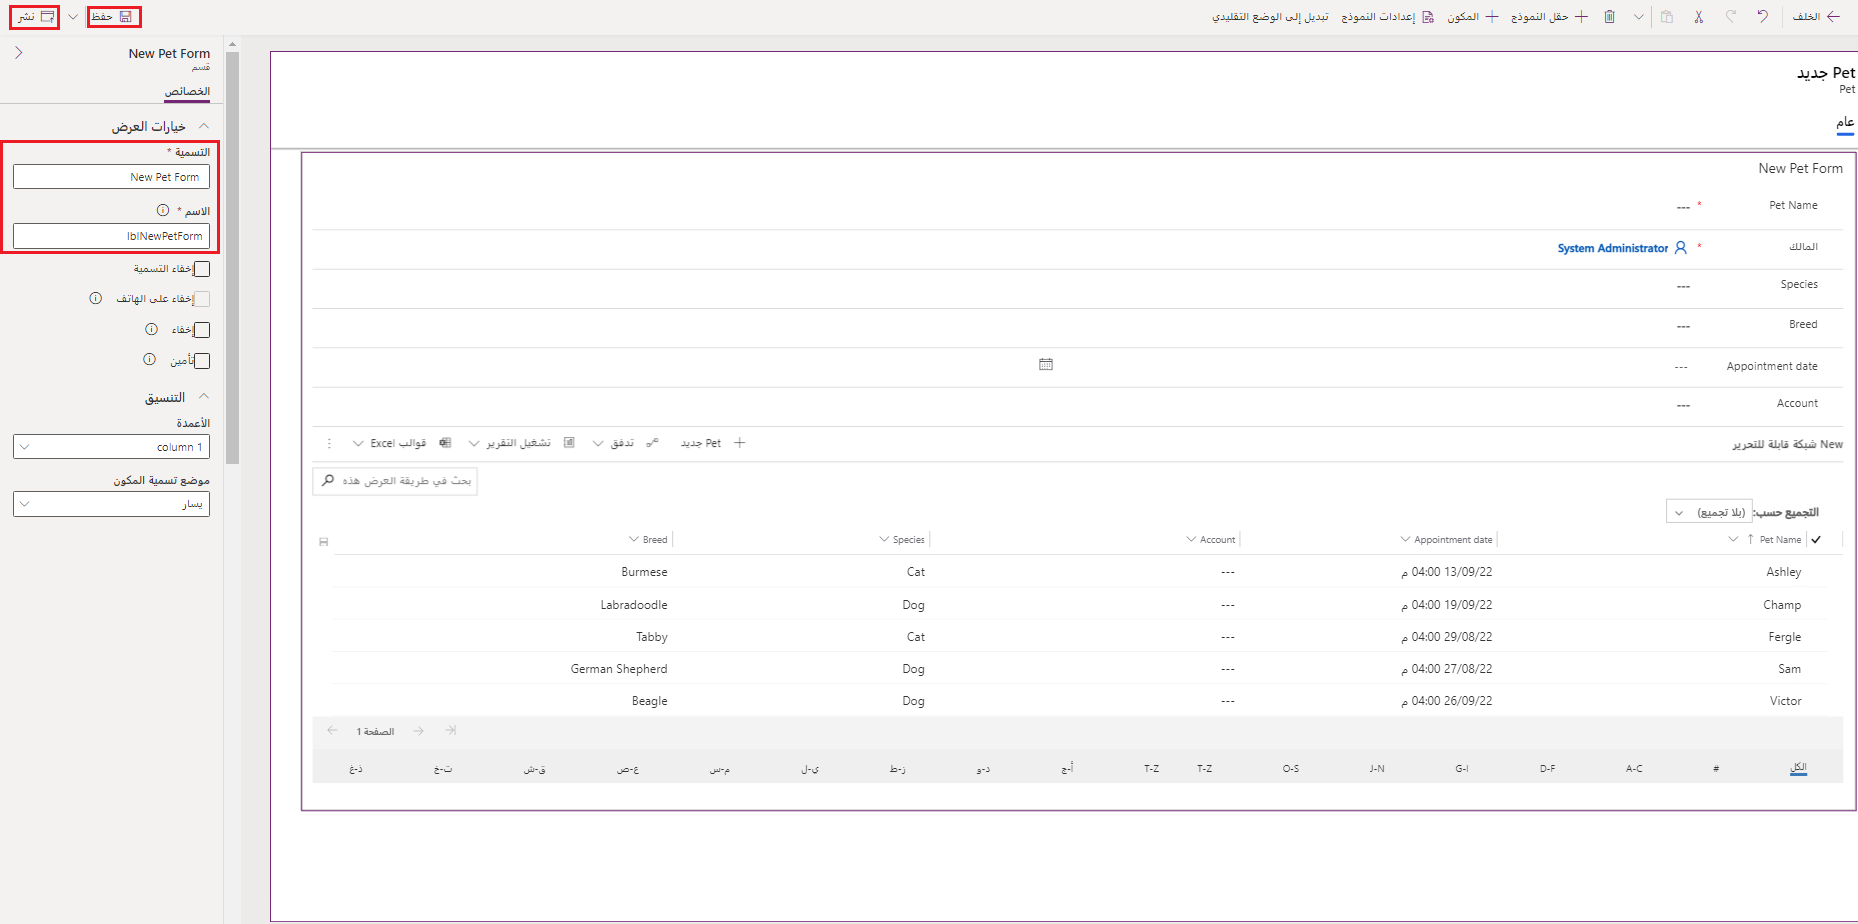 الخلف
حقل النموذج
المكون
إعدادات النموذج
تبديل إلى الوضع التقليدي
حفظ
نشر
New Pet Form
قسم
الخصائص
خيارات العرض
التسمية *
New Pet Form
الاسم *
lblNewPetForm
إخفاء التسمية
إخفاء على الهاتف
إخفاء
تأمين
التنسيق
الأعمدة
column 1
موضع تسمية المكون
يسار
Pet جديد
Pet
عام
New Pet Form
Pet Name * ---
المالك * System Administrator
Species ---
Breed ---
Appointment date ---
Account ---
New شبكة قابلة للتحرير
Pet جديد تدفق تشغيل التقرير قوالب Excel
بحث في طريقة العرض هذه
التجميع حسب: (بلا تجميع)
Pet Name Appointment date Account Species Breed
Ashley 13/09/22 04:00 م --- Cat Burmese
Champ 19/09/22 04:00 م --- Dog Labradoodle
Fergle 29/08/22 04:00 م --- Cat Tabby
Sam 27/08/22 04:00 م --- Dog German Shepherd
Victor 26/09/22 04:00 م --- Dog Beagle
الصفحة 1
الكل # A-C D-F G-I J-N O-S T-Z T-Z أ-ج د-و ز-ط ي-ل م-س ع-ص ق-ش ت-خ ذ-غ